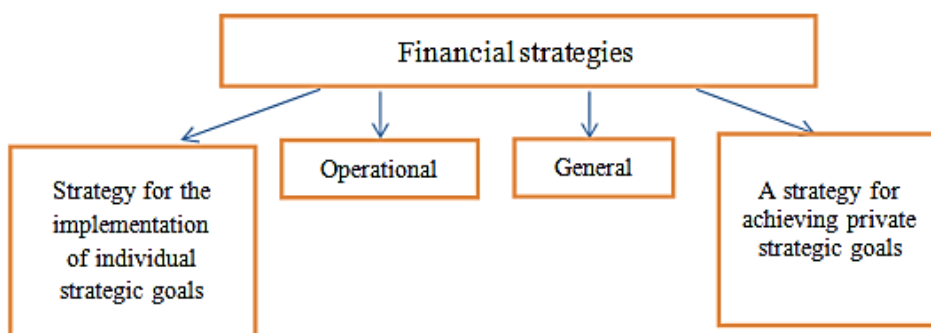 Financial strategies
Strategy for the
implementation
of individual
strategic goals
Operational
General
A strategy for
achieving private
strategic goals